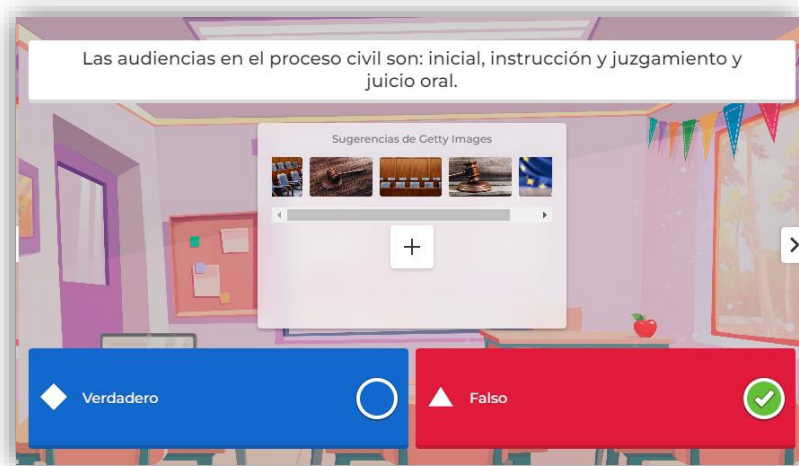 Las audiencias en el proceso civil son: inicial, instrucción y juzgamiento y
juicio oral.
Sugerencias de Getty Images
Verdadero
Falso